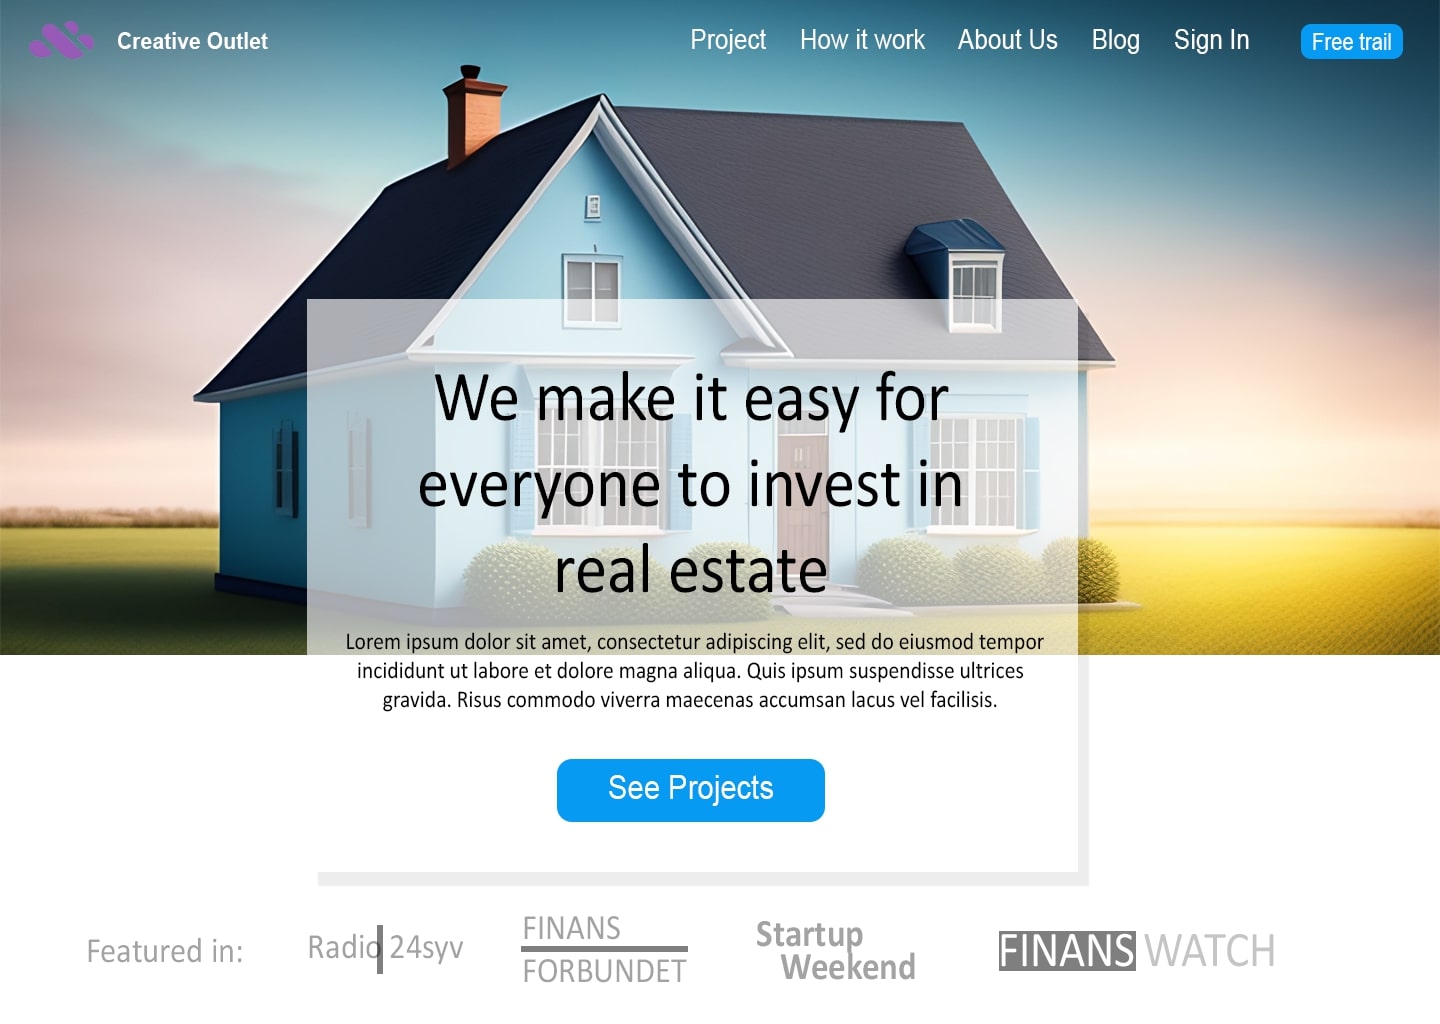 Creative Outlet
Project
How it work
About Us
Blog
Sign In
Free trail
We make it easy for
everyone to invest in
real estate
Lorem ipsum dolor sit amet, consectetur adipiscing elit, sed do eiusmod tempor
incididunt ut labore et dolore magna aliqua. Quis ipsum suspendisse ultrices
gravida. Risus commodo viverra maecenas accumsan lacus vel facilisis.
See Projects
Featured in:
Radio 24syv
FINANS
FORBUNDET
Startup
Weekend
FINANS WATCH